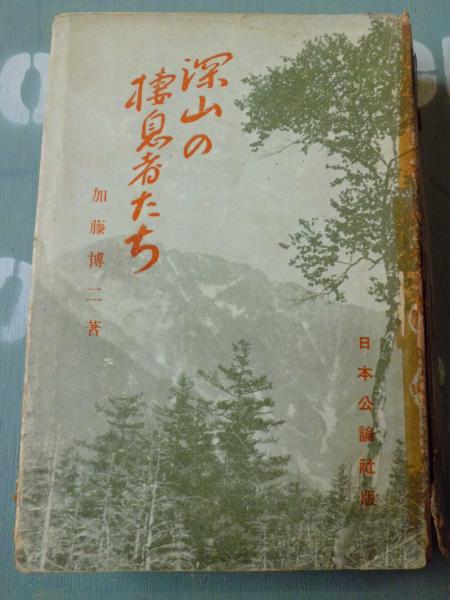 深山の
棲息者たち
加藤博二著
日本公論社版